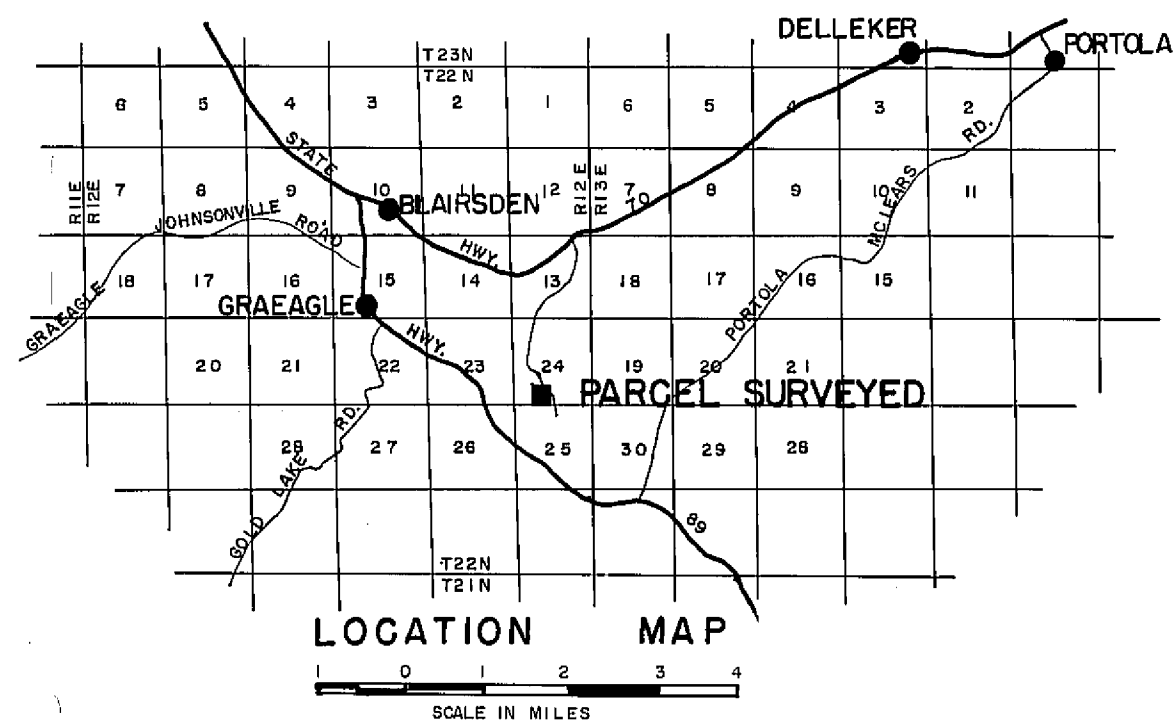 DELLEKER
PORTOLA
T23N
T22N
6 5 4 3 2 1 6 5 4 3 2
STATE
RD.
R11E
R12E
7 8 9 10 11 12
R12E
R13E
7 70 8 9 10 11
MCLEARS
BLAIRSDEN
JOHNSONVILLE ROAD
HWY.
18 17 16 15 14 13 18 17 16 15
PORTOLA
GRAEAGLE
GRAEAGLE
HWY.
20 21 22 23 24 19 20 21
PARCEL SURVEYED
RD.
28 27 26 25 30 29 28
LAKE
GOLD
89
T22N
T21N
LOCATION MAP
1 0 1 2 3 4
SCALE IN MILES